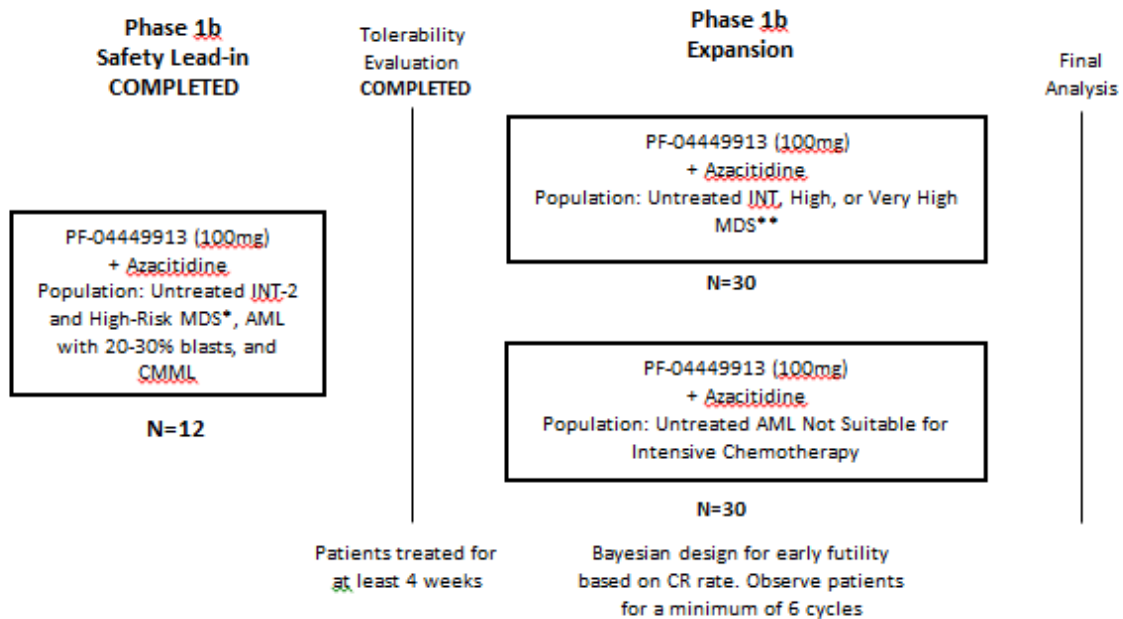 Phase 1b
Safety Lead-in
COMPLETED
Tolerability
Evaluation
COMPLETED
Phase 1b
Expansion
Final
Analysis
PF-04449913 (100mg)
+ Azacitidine
Population: Untreated INT-2
and High-Risk MDS*, AML
with 20-30% blasts, and
CMML
N=12
PF-04449913 (100mg)
+ Azacitidine
Population: Untreated INT, High, or Very High
MDS**
N=30
PF-04449913 (100mg)
+ Azacitidine
Population: Untreated AML Not Suitable for
Intensive Chemotherapy
N=30
Patients treated for
at least 4 weeks
Bayesian design for early futility
based on CR rate. Observe patients
for a minimum of 6 cycles